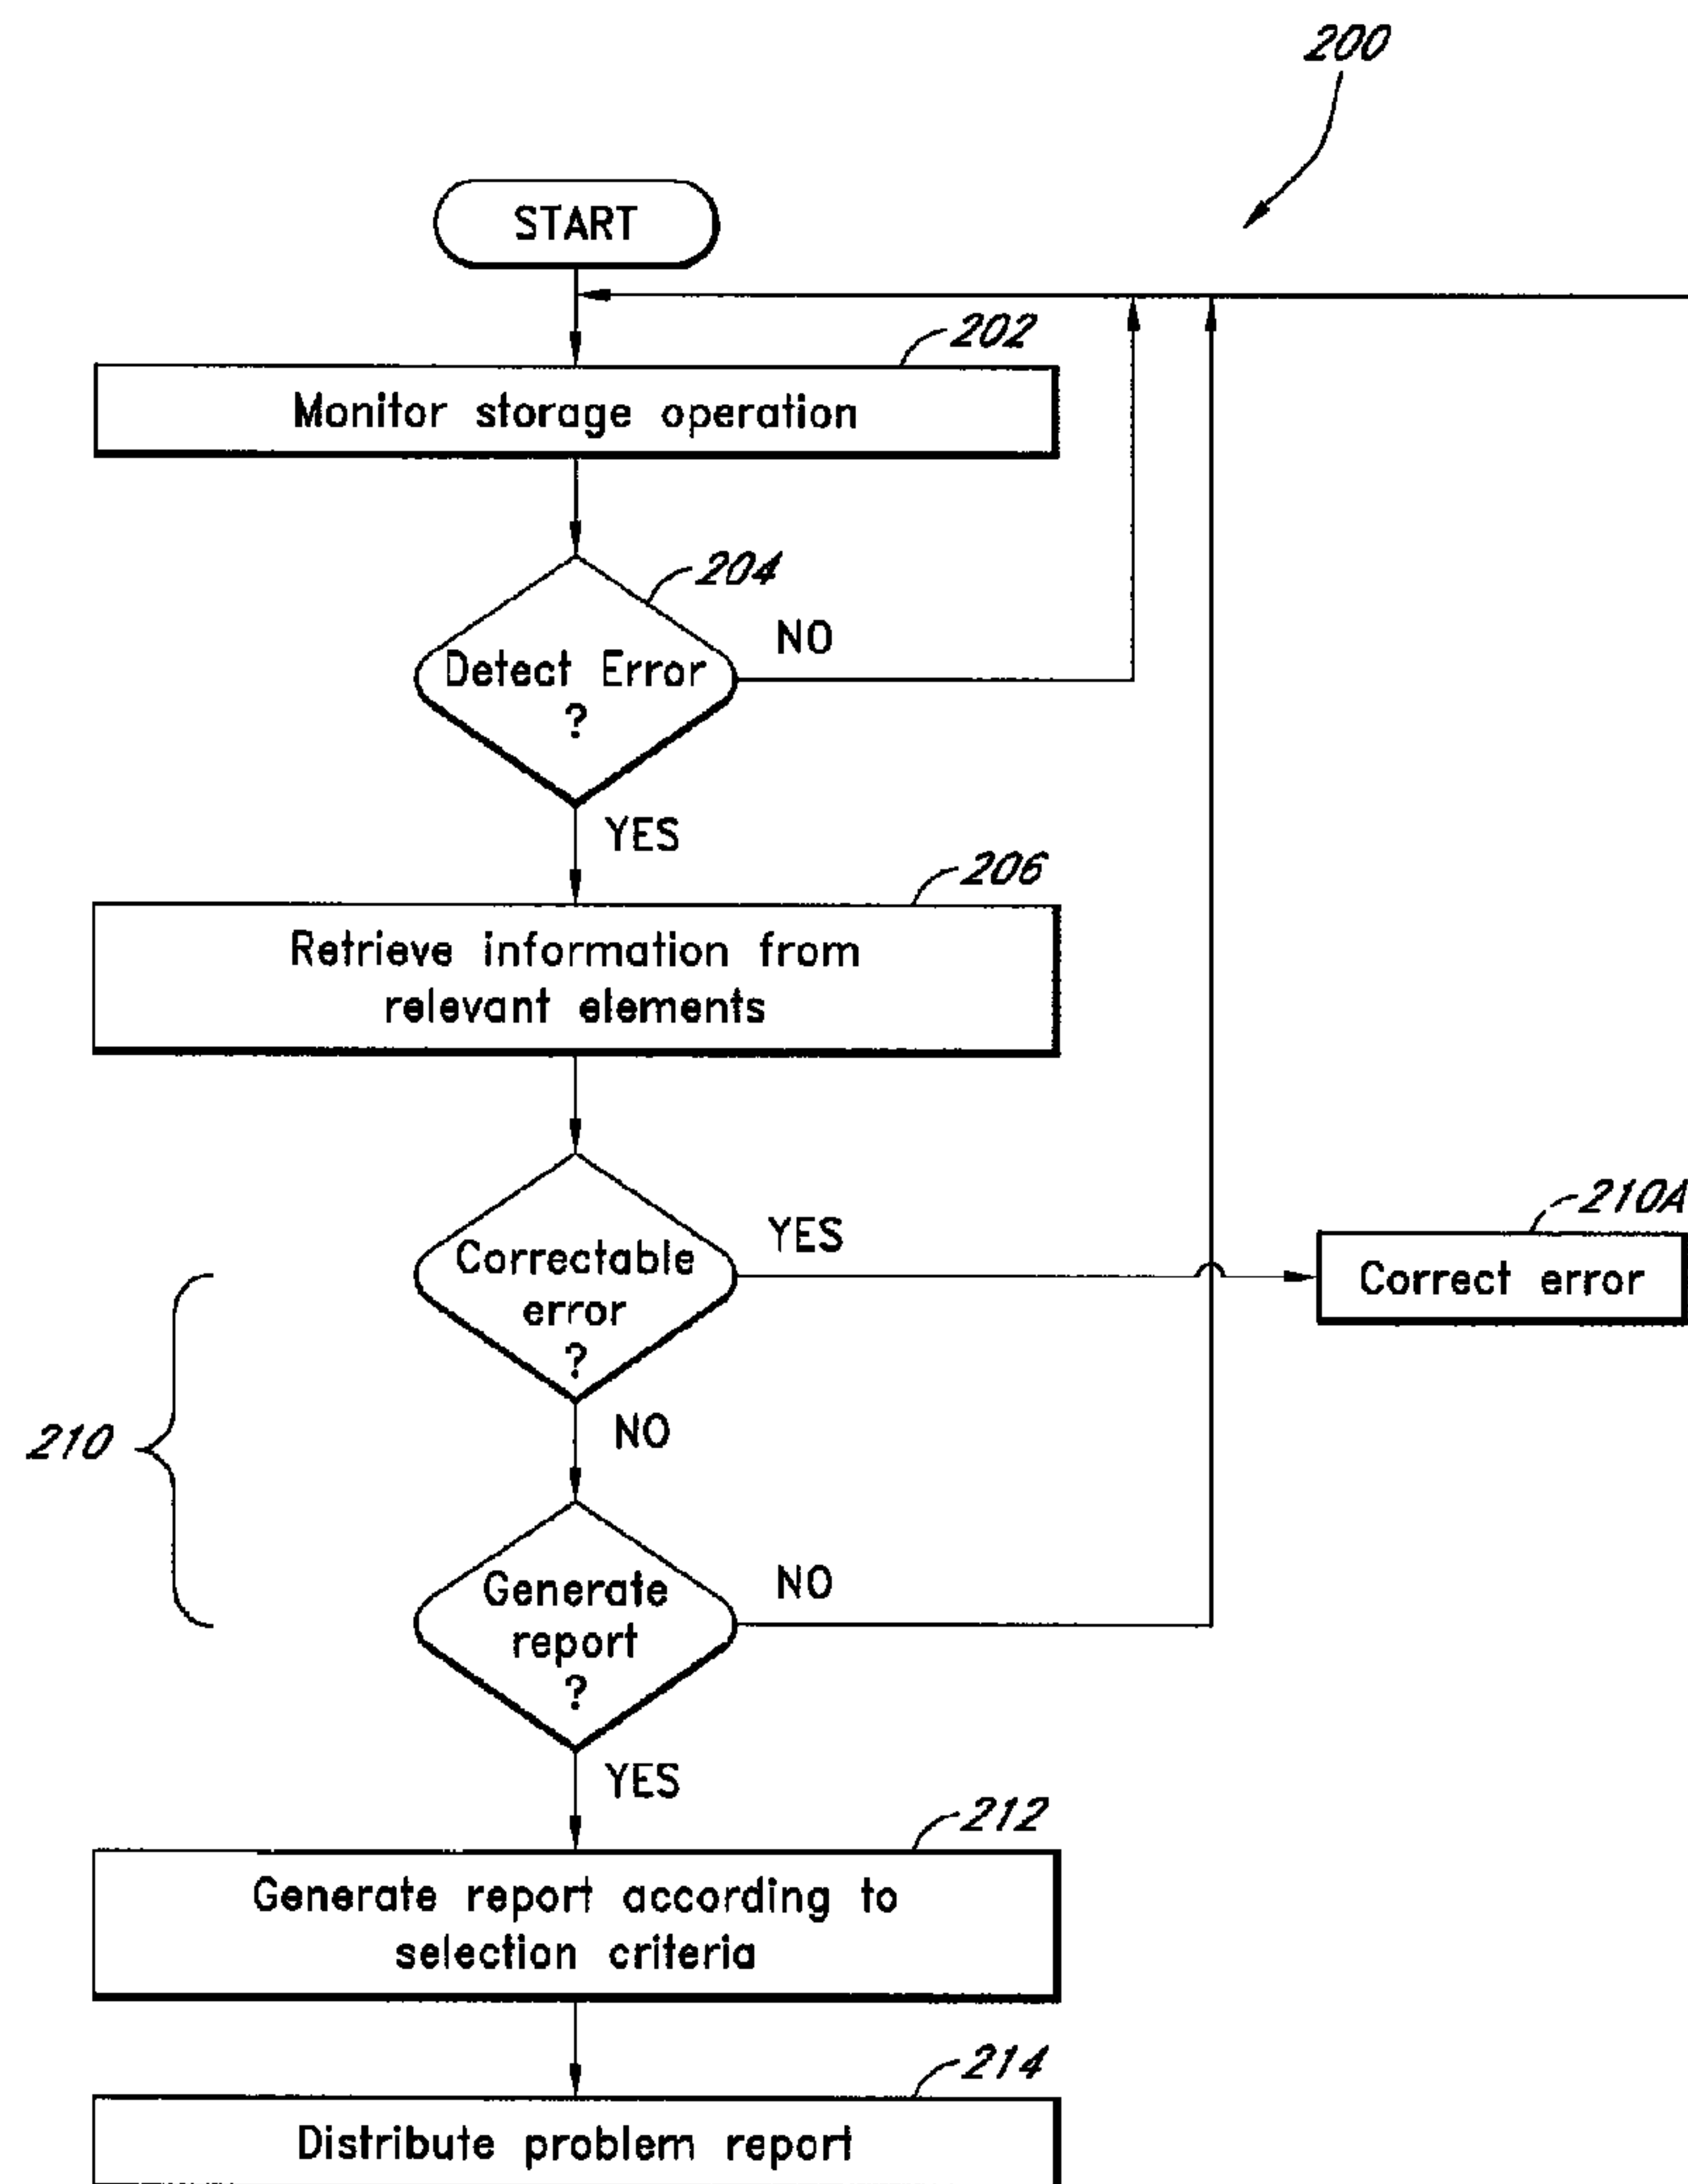 200
START
202
Monitor storage operation
204
Detect Error
?
NO
YES
206
Retrieve information from
relevant elements
210A
Correctable
error
?
YES
Correct error
210
NO
Generate
report
?
NO
YES
212
Generate report according to
selection criteria
214
Distribute problem report